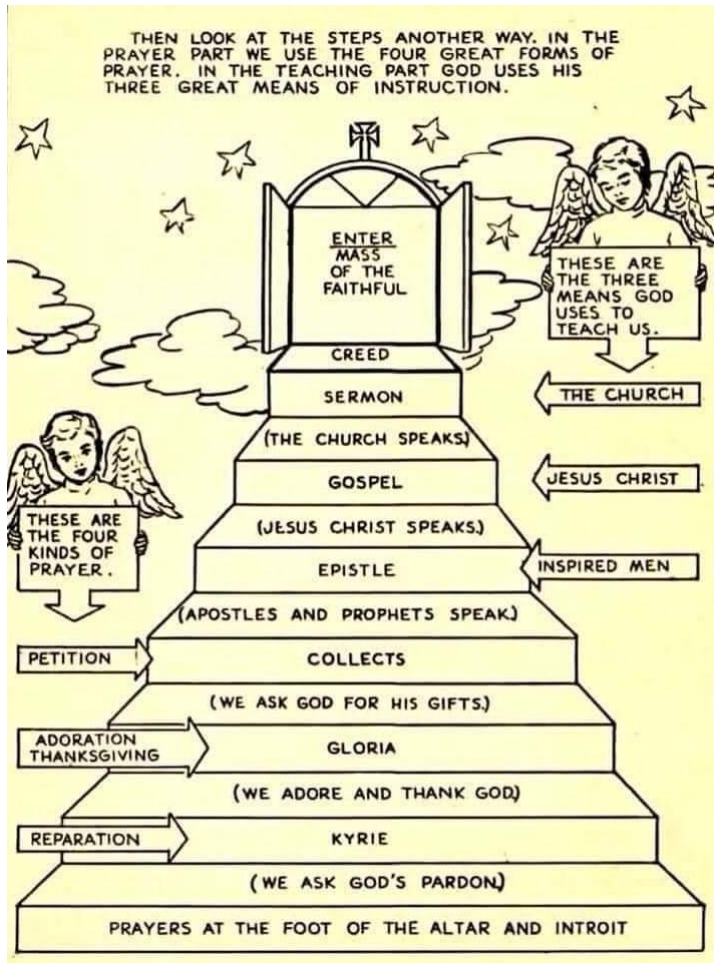 THEN LOOK AT THE STEPS ANOTHER WAY. IN THE
PRAYER PART WE USE THE FOUR GREAT FORMS OF
PRAYER. IN THE TEACHING PART GOD USES HIS
THREE GREAT MEANS OF INSTRUCTION.
ENTER
MASS
OF THE
FAITHFUL
THESE ARE
THE THREE
MEANS GOD
USES TO
TEACH US.
CREED
SERMON
THE CHURCH
(THE CHURCH SPEAKS.)
GOSPEL
JESUS CHRIST
(JESUS CHRIST SPEAKS.)
THESE ARE
THE FOUR
KINDS OF
PRAYER.
EPISTLE
INSPIRED MEN
(APOSTLES AND PROPHETS SPEAK.)
PETITION
COLLECTS
(WE ASK GOD FOR HIS GIFTS.)
ADORATION
THANKSGIVING
GLORIA
(WE ADORE AND THANK GOD.)
REPARATION
KYRIE
(WE ASK GOD'S PARDON.)
PRAYERS AT THE FOOT OF THE ALTAR AND INTROIT